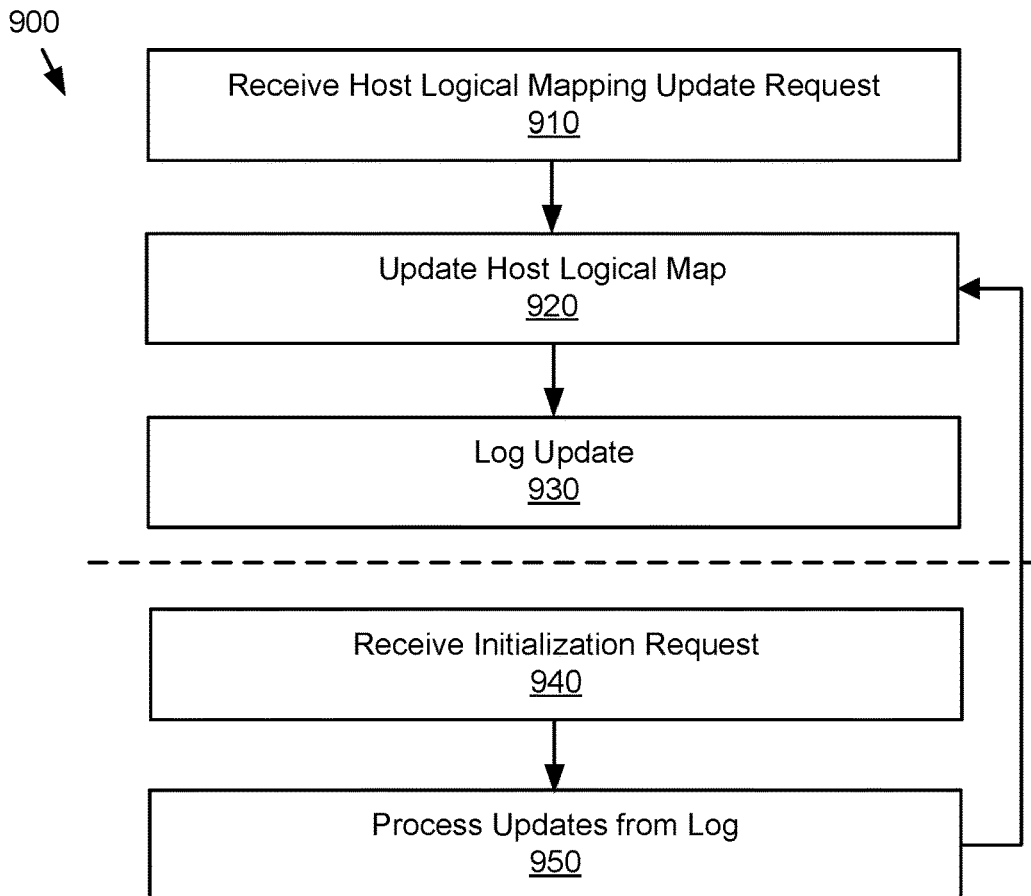 900
Receive Host Logical Mapping Update Request
910
Update Host Logical Map
920
Log Update
930
Receive Initialization Request
940
Process Updates from Log
950